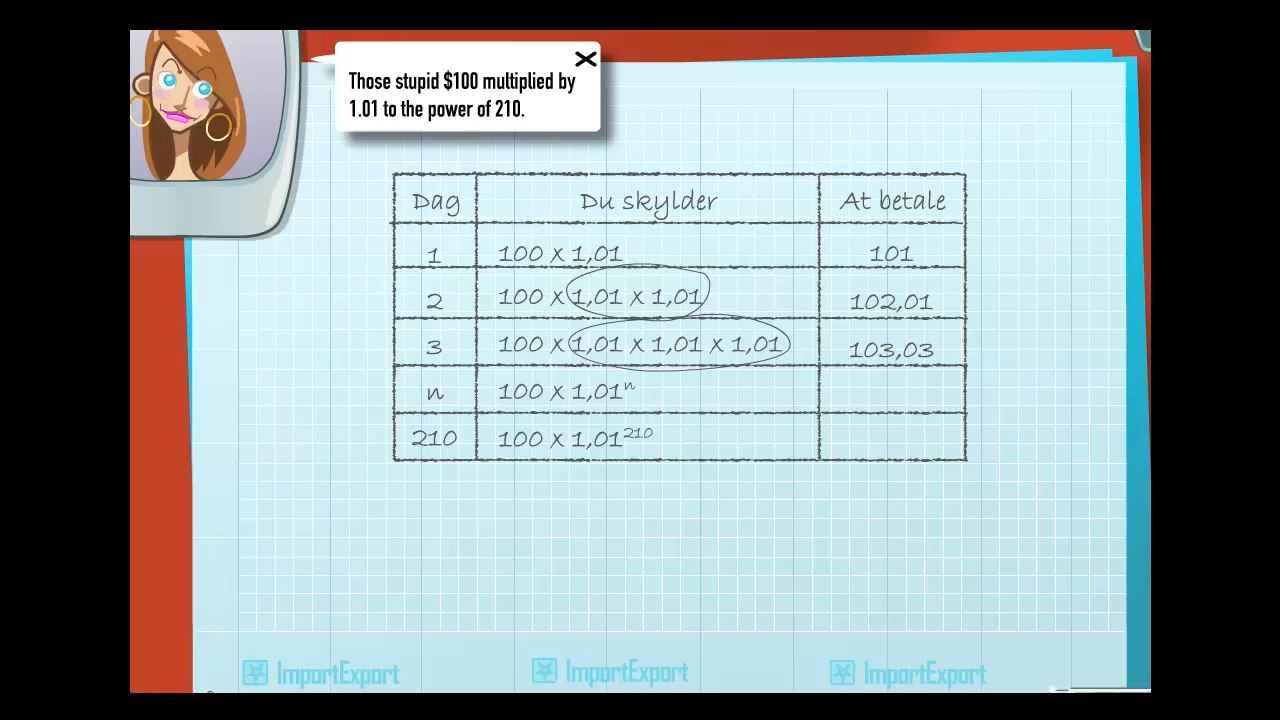 Those stupid $100 multiplied by
1.01 to the power of 210.
Dag Du skylder At betale
1 100 x 1,01 101
2 100 x 1,01 x 1,01 102,01
3 100 x 1,01 x 1,01 x 1,01 103,03
n 100 x 1,01ⁿ
210 100 x 1,01²¹⁰
ImportExport ImportExport ImportExport